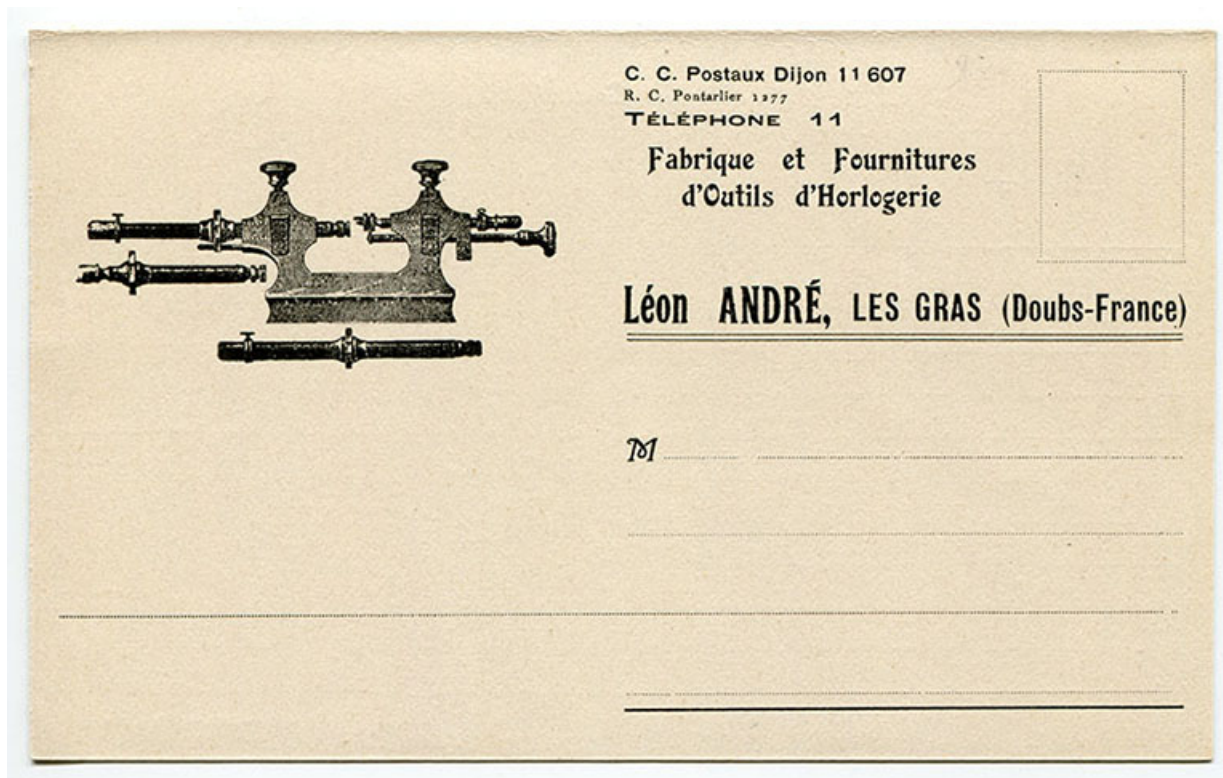 C. C. Postaux Dijon 11 607
R. C. Pontarlier 1277
TÉLÉPHONE 11
Fabrique et Fournitures
d'Outils d'Horlogerie
Léon ANDRÉ, LES GRAS (Doubs-France)
M